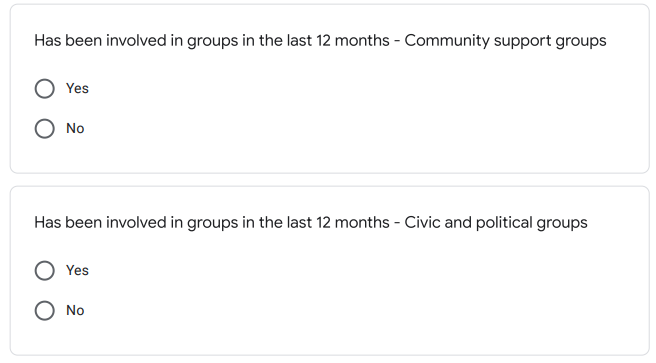 Has been involved in groups in the last 12 months - Community support groups
Yes
No
Has been involved in groups in the last 12 months - Civic and political groups
Yes
No